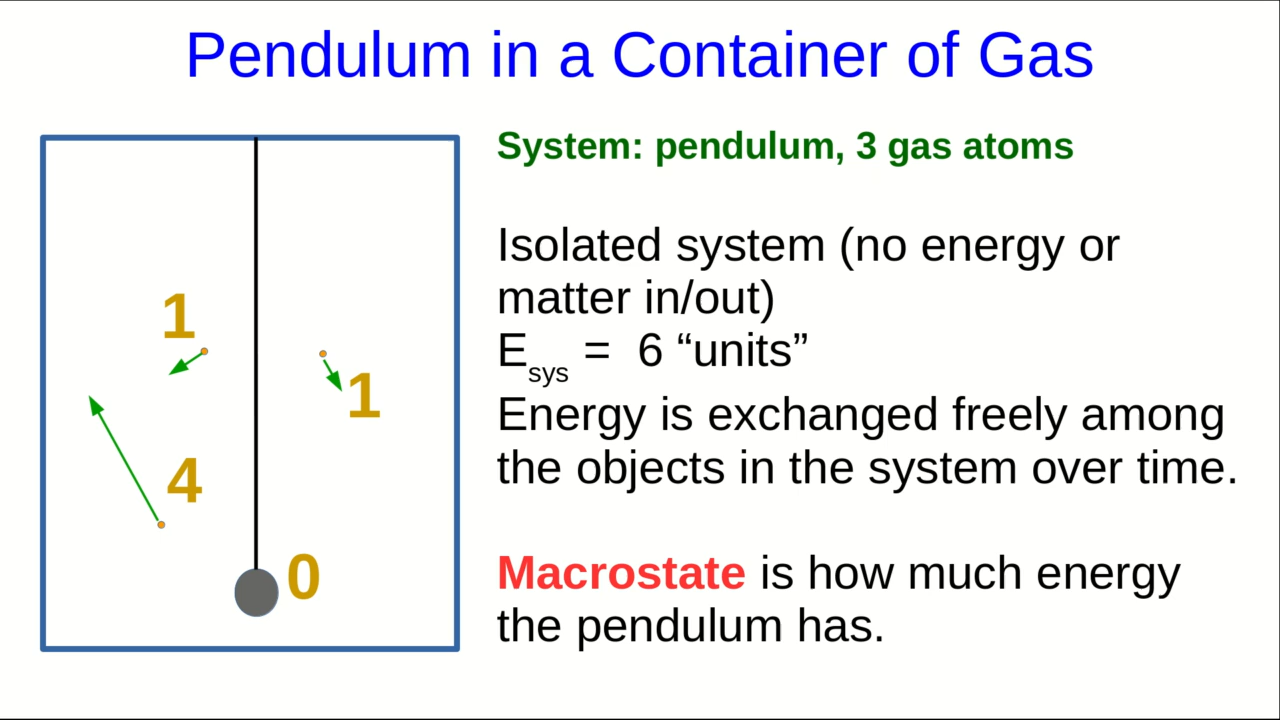 Pendulum in a Container of Gas
System: pendulum, 3 gas atoms
Isolated system (no energy or
matter in/out)
Esys = 6 “units”
Energy is exchanged freely among
the objects in the system over time.
Macrostate is how much energy
the pendulum has.
1
1
4
0